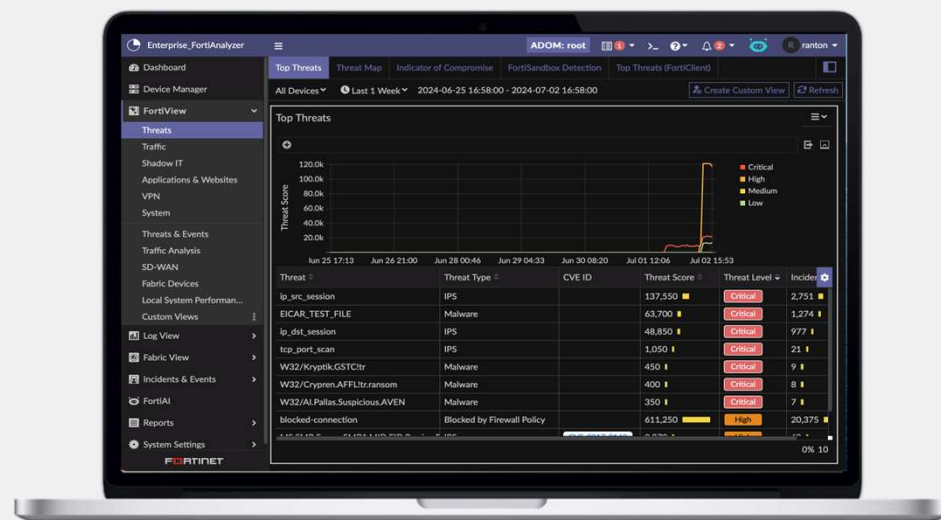 Enterprise_FortiAnalyzer
ADOM: root
1
2
R ranton
Dashboard
Device Manager
FortiView
Threats
Traffic
Shadow IT
Applications & Websites
VPN
System
Threats & Events
Traffic Analysis
SD-WAN
Fabric Devices
Local System Performan...
Custom Views
Log View
Fabric View
Incidents & Events
FortiAI
Reports
System Settings
FORTINET
Top Threats Threat Map Indicator of Compromise FortiSandbox Detection Top Threats (FortiClient)
All Devices Last 1 Week 2024-06-25 16:58:00 - 2024-07-02 16:58:00 Create Custom View Refresh
Top Threats
Threat Score
120.0k
100.0k
80.0k
60.0k
40.0k
20.0k
Critical
High
Medium
Low
Jun 25 17:13 Jun 26 21:00 Jun 28 00:46 Jun 29 04:33 Jun 30 08:20 Jul 01 12:06 Jul 02 15:53
Threat Threat Type CVE ID Threat Score Threat Level Inciden
ip_src_session IPS 137,550 Critical 2,751
EICAR_TEST_FILE Malware 63,700 Critical 1,274
ip_dst_session IPS 48,850 Critical 977
tcp_port_scan IPS 1,050 Critical 21
W32/Kryptik.GSTC!tr Malware 450 Critical 9
W32/Crypren.AFFL!tr.ransom Malware 400 Critical 8
W32/AI.Pallas.Suspicious.AVEN Malware 350 Critical 7
blocked-connection Blocked by Firewall Policy 611,250 High 20,375
0% 10